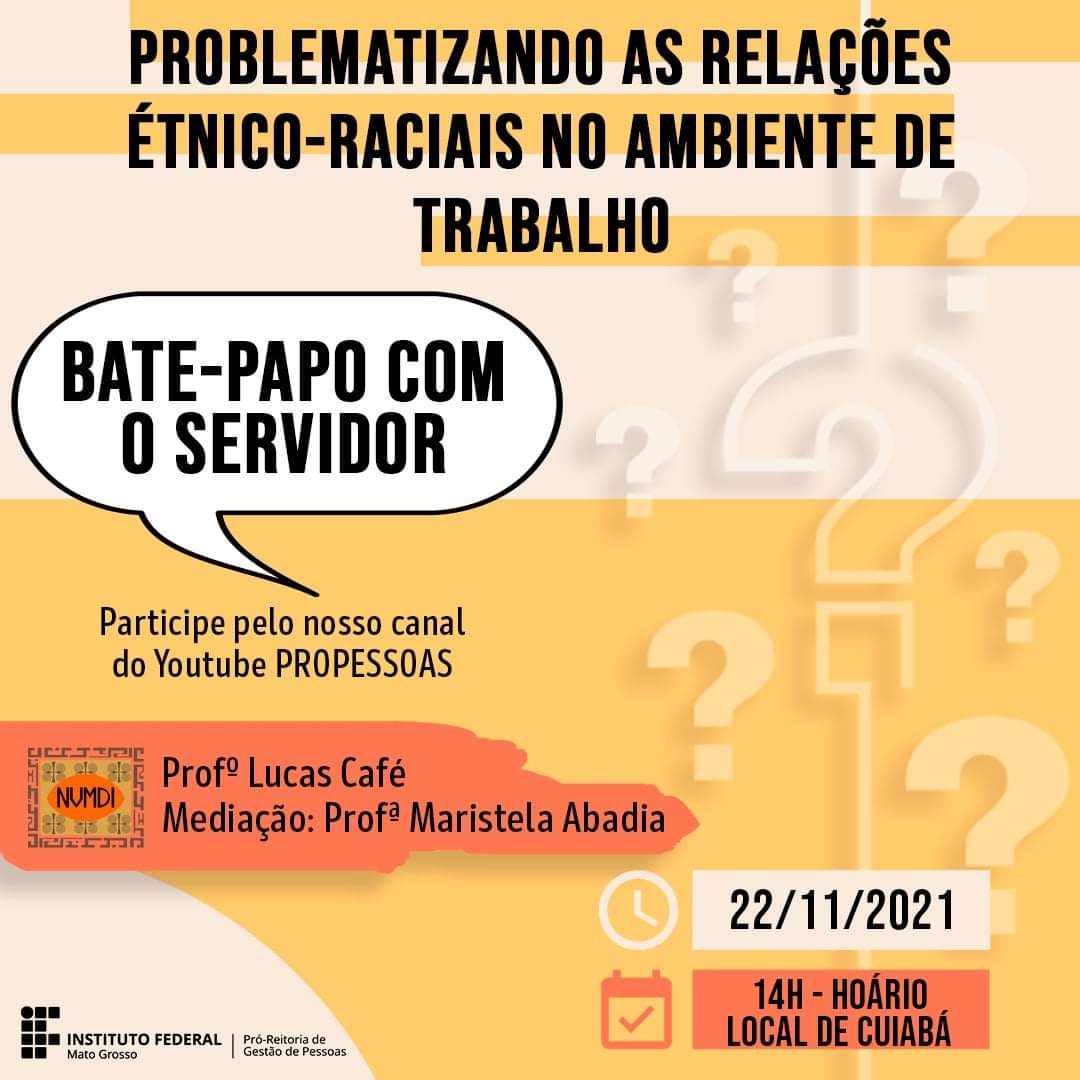 PROBLEMATIZANDO AS RELAÇÕES
ÉTNICO-RACIAIS NO AMBIENTE DE
TRABALHO
BATE-PAPO COM
O SERVIDOR
Participe pelo nosso canal
do Youtube PROPESSOAS
NUMDI
Profº Lucas Café
Mediação: Profª Maristela Abadia
22/11/2021
14H - HOÁRIO
LOCAL DE CUIABÁ
INSTITUTO FEDERAL
Mato Grosso
Pró-Reitoria de
Gestão de Pessoas